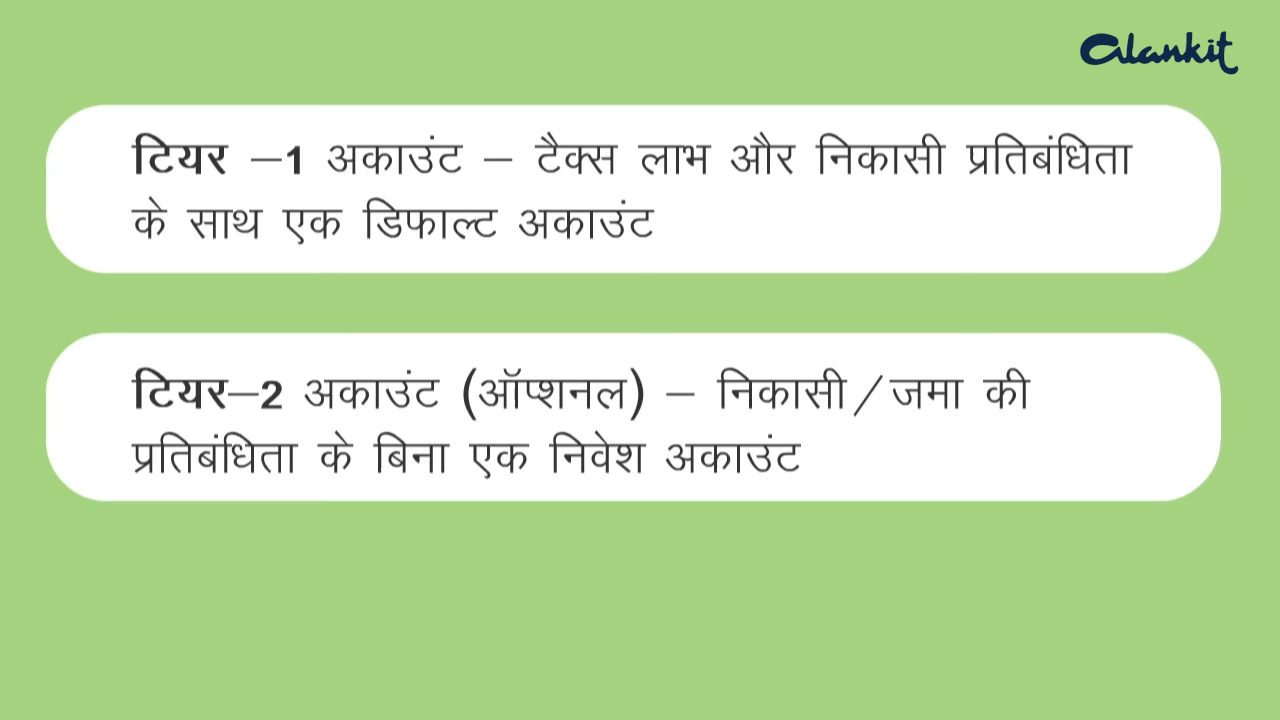 alankit
टियर –1 अकाउंट – टैक्स लाभ और निकासी प्रतिबंधिता
के साथ एक डिफाल्ट अकाउंट
टियर–2 अकाउंट (ऑप्शनल) – निकासी/जमा की
प्रतिबंधिता के बिना एक निवेश अकाउंट